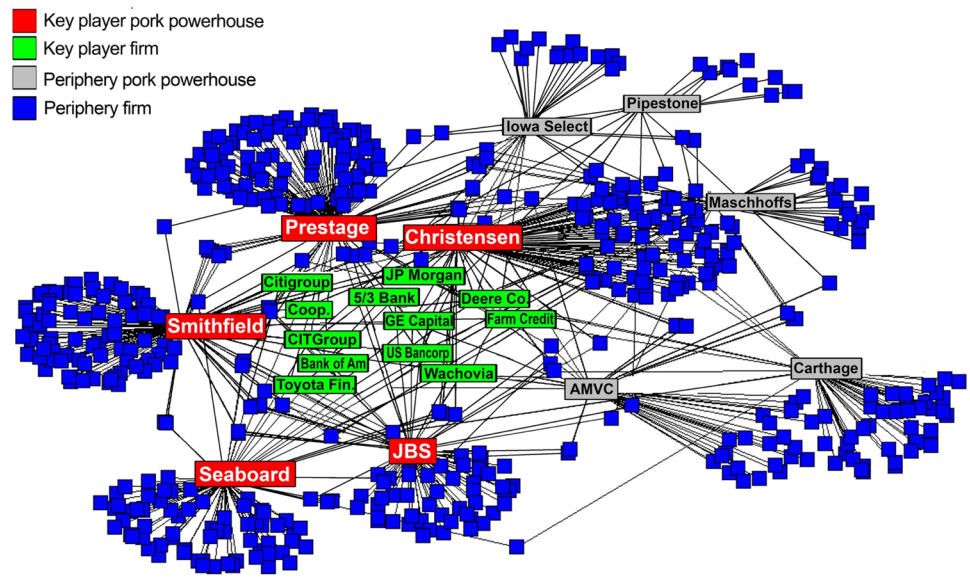 Key player pork powerhouse
Key player firm
Periphery pork powerhouse
Periphery firm
Pipestone
Iowa Select
Maschhoffs
Prestage
Christensen
Citigroup
JP Morgan
5/3 Bank
Deere Co.
Coop.
GE Capital
Farm Credit
Smithfield
CITGroup
US Bancorp
Bank of Am
Wachovia
Toyota Fin.
AMVC
Carthage
JBS
Seaboard